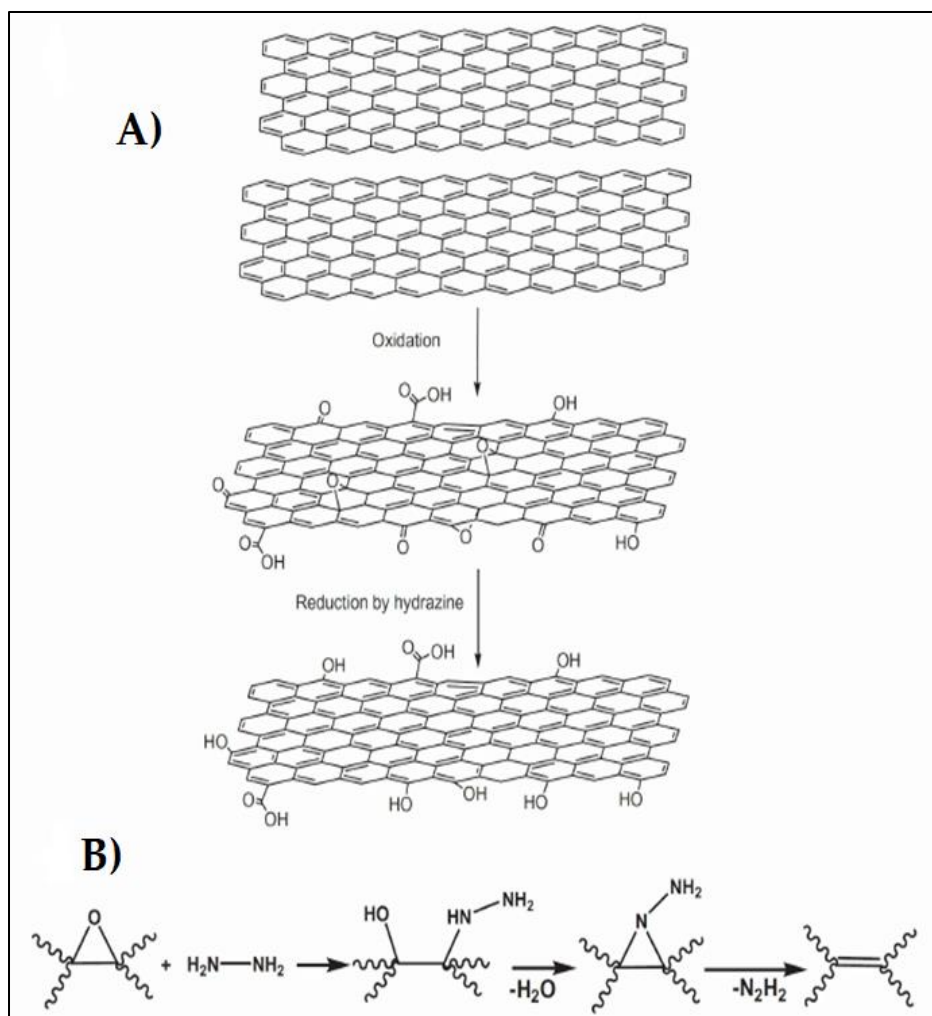 A)
Oxidation
O
O
OH
OH
O
O
O
O
O
O
O
OH
HO
Reduction by hydrazine
O
OH
OH
OH
HO
O
OH
HO
OH
HO
HO
B)
O
+ H₂N NH₂
HO
HN NH₂
-H₂O
N NH₂
-N₂H₂